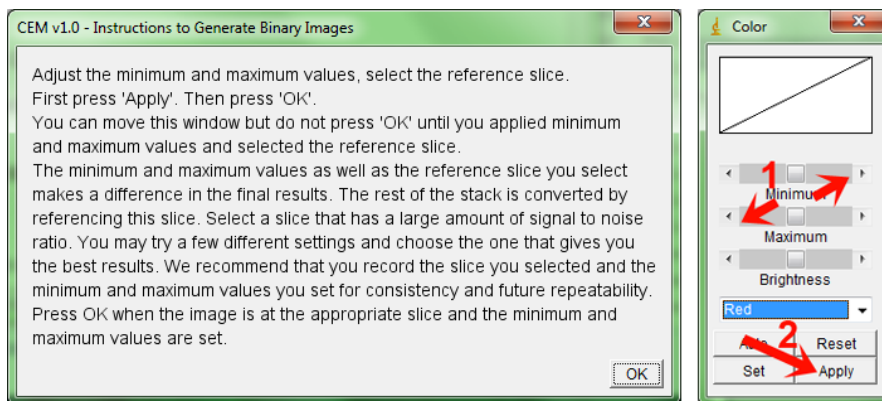 CEM v1.0 - Instructions to Generate Binary Images
Adjust the minimum and maximum values, select the reference slice.
First press 'Apply'. Then press 'OK'.
You can move this window but do not press 'OK' until you applied minimum
and maximum values and selected the reference slice.
The minimum and maximum values as well as the reference slice you select
makes a difference in the final results. The rest of the stack is converted by
referencing this slice. Select a slice that has a large amount of signal to noise
ratio. You may try a few different settings and choose the one that gives you
the best results. We recommend that you record the slice you selected and the
minimum and maximum values you set for consistency and future repeatability.
Press OK when the image is at the appropriate slice and the minimum and
maximum values are set.
OK
Color
1
Minimum
Maximum
Brightness
Red
2
Reset
Set
Apply